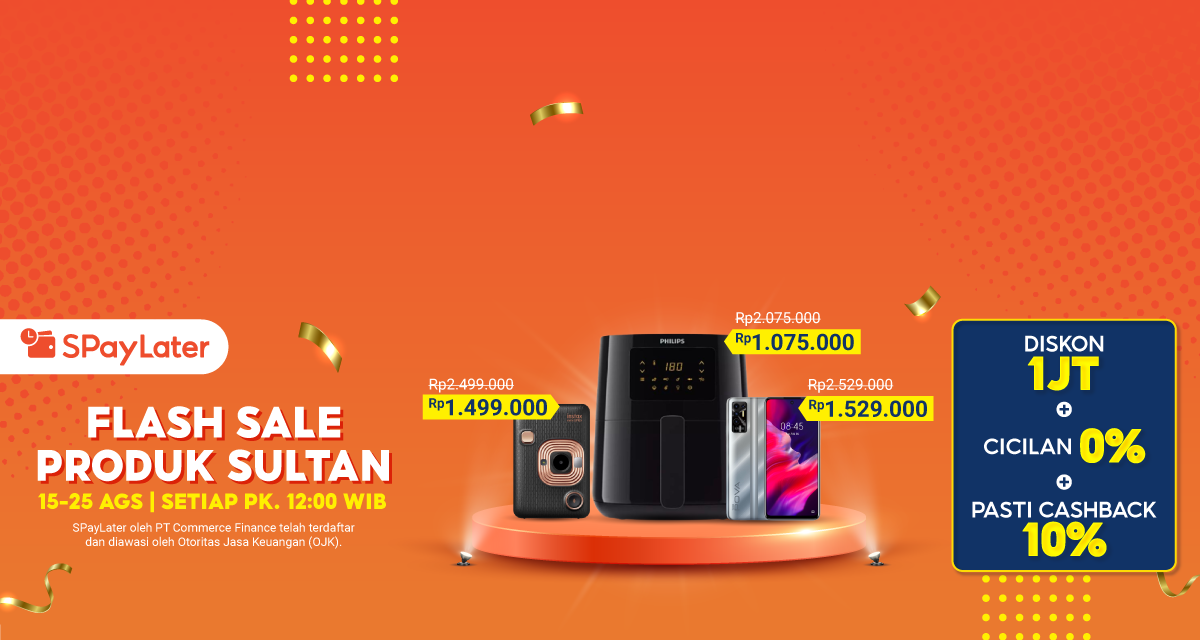 SPayLater
FLASH SALE
PRODUK SULTAN
15-25 AGS | SETIAP PK. 12:00 WIB
SPayLater oleh PT Commerce Finance telah terdaftar
dan diawasi oleh Otoritas Jasa Keuangan (OJK).
Rp2.499.000
Rp1.499.000
Rp2.075.000
Rp1.075.000
Rp2.529.000
Rp1.529.000
PHILIPS
180
08:45
DISKON
1JT
+
CICILAN 0%
+
PASTI CASHBACK
10%